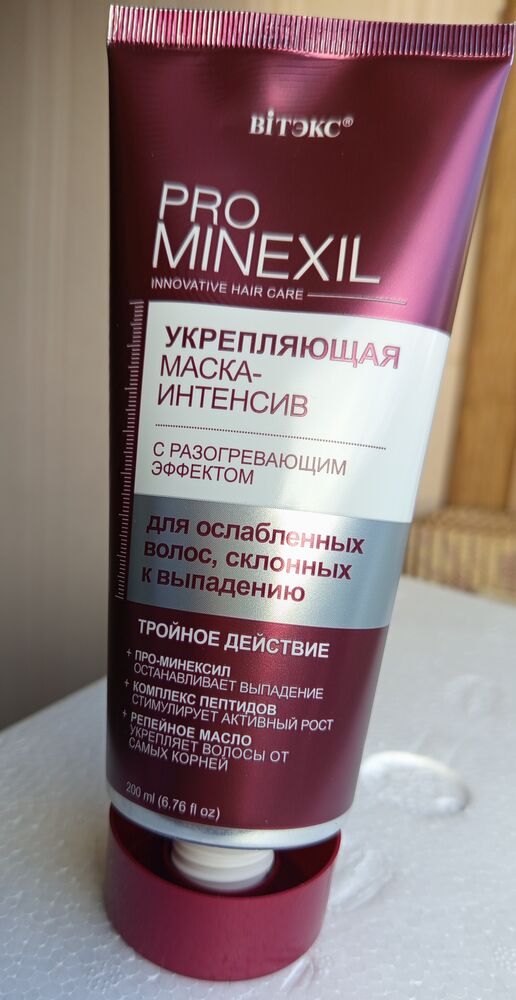 ВІТЭКС®
PRO
MINEXIL
INNOVATIVE HAIR CARE
УКРЕПЛЯЮЩАЯ
МАСКА-
ИНТЕНСИВ
С РАЗОГРЕВАЮЩИМ
ЭФФЕКТОМ
для ослабленных
волос, склонных
к выпадению
ТРОЙНОЕ ДЕЙСТВИЕ
+ ПРО-МИНЕКСИЛ
ОСТАНАВЛИВАЕТ ВЫПАДЕНИЕ
+ КОМПЛЕКС ПЕПТИДОВ
СТИМУЛИРУЕТ АКТИВНЫЙ РОСТ
+ РЕПЕЙНОЕ МАСЛО
УКРЕПЛЯЕТ ВОЛОСЫ ОТ
САМЫХ КОРНЕЙ
200 ml (6.76 fl oz)